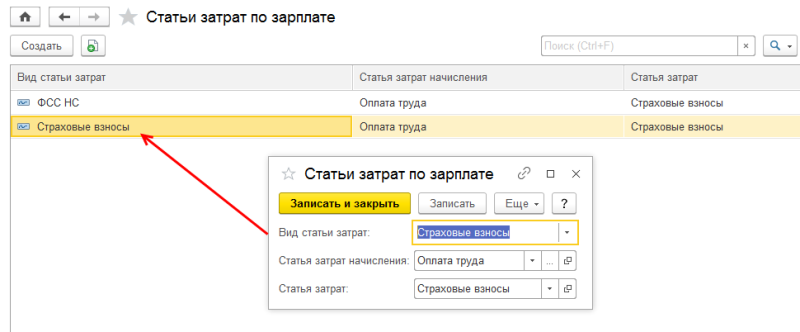 Статьи затрат по зарплате
Создать Поиск (Ctrl+F) ×
Вид статьи затрат Статья затрат начисления Статья затрат
ФСС НС Оплата труда Страховые взносы
Страховые взносы Оплата труда Страховые взносы
Статьи затрат по зарплате
Записать и закрыть Записать Еще ?
Вид статьи затрат: Страховые взносы
Статья затрат начисления: Оплата труда ...
Статья затрат: Страховые взносы